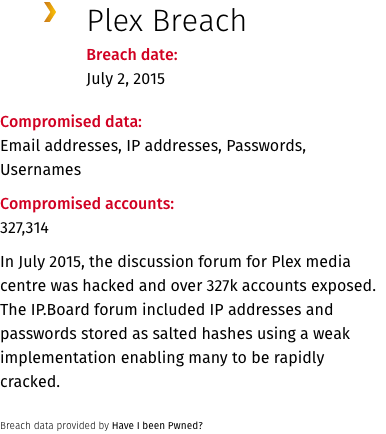 Plex Breach
Breach date:
July 2, 2015
Compromised data:
Email addresses, IP addresses, Passwords,
Usernames
Compromised accounts:
327,314
In July 2015, the discussion forum for Plex media
centre was hacked and over 327k accounts exposed.
The IP.Board forum included IP addresses and
passwords stored as salted hashes using a weak
implementation enabling many to be rapidly
cracked.
Breach data provided by Have I been Pwned?